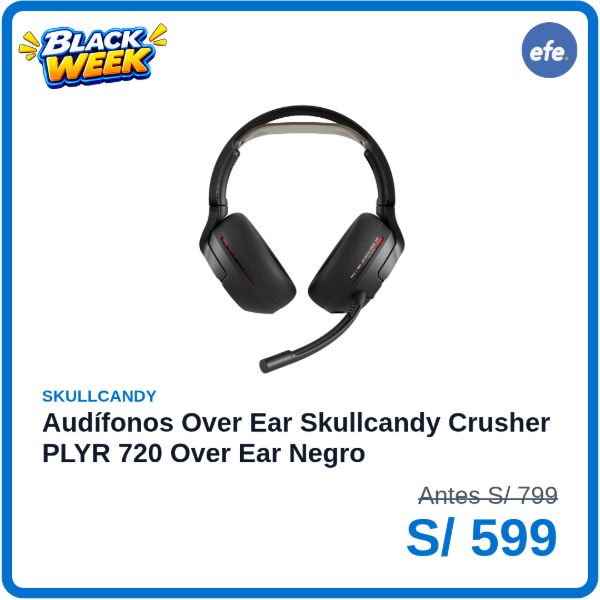 BLACK
WEEK
efe.
SKULLCANDY
Audífonos Over Ear Skullcandy Crusher
PLYR 720 Over Ear Negro
Antes S/ 799
S/ 599